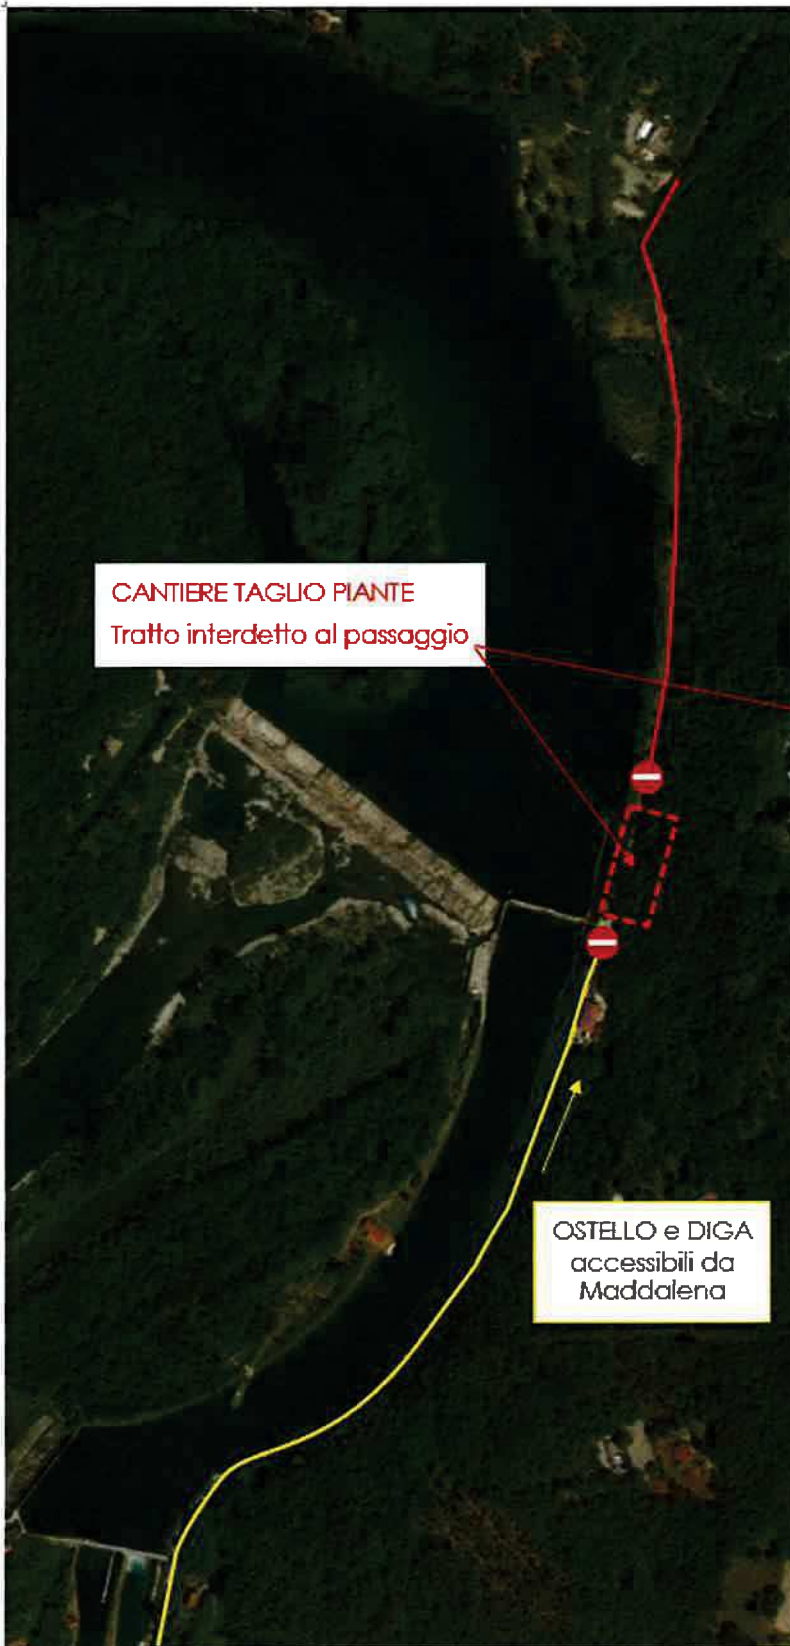 CANTIERE TAGLIO PIANTE
Tratto interdetto al passaggio
OSTELLO e DIGA
accessibili da
Maddalena